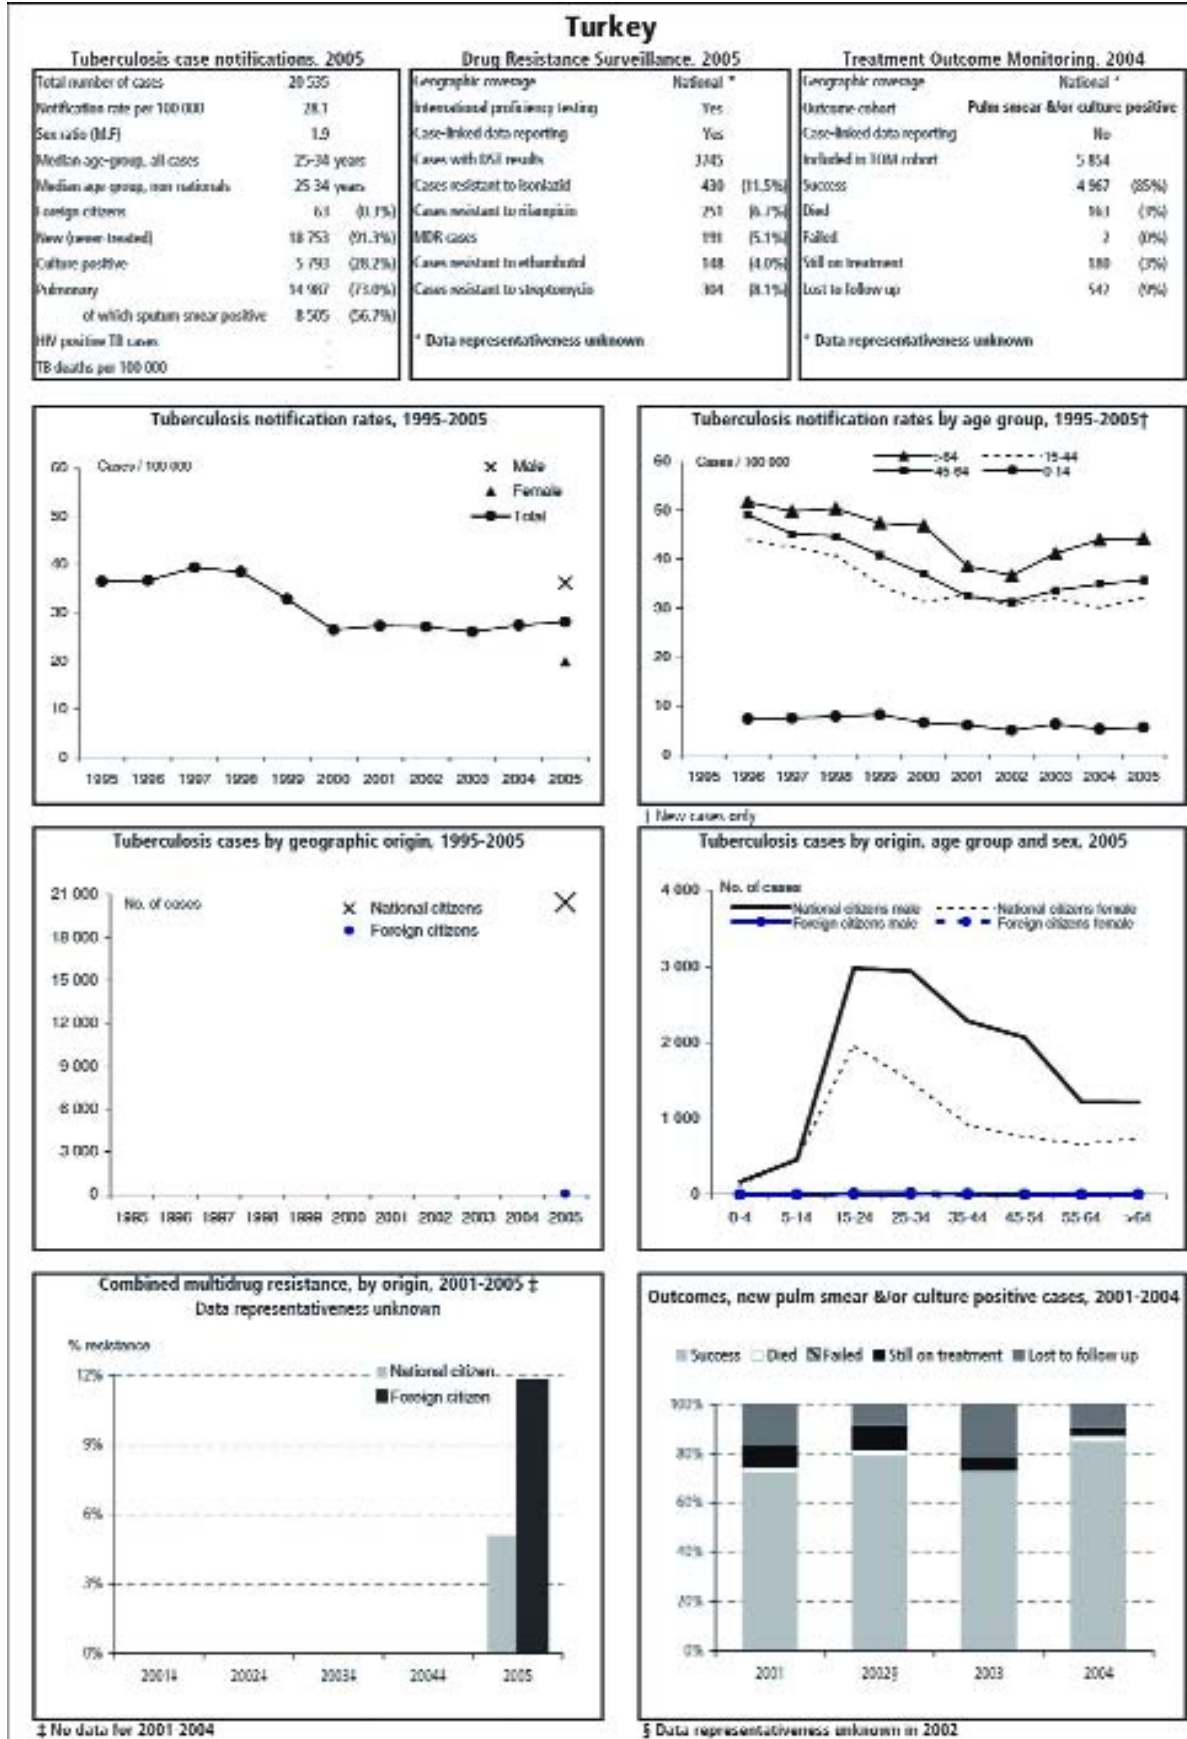 Turkey
Tuberculosis case notifications, 2005
Total number of cases 20 535
Notification rate per 100 000 28.1
Sex ratio (M:F) 1.9
Median age-group, all cases 25-34 years
Median age-group, non nationals 25 34 years
Foreign citizens 63 (0.3%)
New (never-treated) 18 753 (91.3%)
Culture positive 5 793 (28.2%)
Pulmonary 14 987 (73.0%)
of which sputum smear positive 8 505 (56.7%)
HIV positive TB cases -
TB deaths per 100 000 -
Drug Resistance Surveillance, 2005
Geographic coverage National *
International proficiency testing Yes
Case-linked data reporting Yes
Cases with DST results 3745
Cases resistant to isoniazid 430 (11.5%)
Cases resistant to rifampicin 251 (6.7%)
MDR cases 191 (5.1%)
Cases resistant to ethambutol 148 (4.0%)
Cases resistant to streptomycin 304 (8.1%)
* Data representativeness unknown
Treatment Outcome Monitoring, 2004
Geographic coverage National *
Outcome cohort Pulm smear &/or culture positive
Case-linked data reporting No
Included in TOM cohort 5 854
Success 4 967 (85%)
Died 163 (3%)
Failed 2 (0%)
Still on treatment 180 (3%)
Lost to follow up 542 (9%)
* Data representativeness unknown
Tuberculosis notification rates, 1995-2005
Cases / 100 000
Male
Female
Total
60
50
40
30
20
10
0
1995 1996 1997 1998 1999 2000 2001 2002 2003 2004 2005
Tuberculosis notification rates by age group, 1995-2005†
Cases / 100 000
>64 15-44
45-64 0-14
60
50
40
30
20
10
0
1995 1996 1997 1998 1999 2000 2001 2002 2003 2004 2005
† New cases only
Tuberculosis cases by geographic origin, 1995-2005
No. of cases
National citizens
Foreign citizens
21 000
18 000
15 000
12 000
9 000
6 000
3 000
0
1995 1996 1997 1998 1999 2000 2001 2002 2003 2004 2005
Tuberculosis cases by origin, age group and sex, 2005
No. of cases
National citizens male National citizens female
Foreign citizens male Foreign citizens female
4 000
3 000
2 000
1 000
0
0-4 5-14 15-24 25-34 35-44 45-54 55-64 >64
Combined multidrug resistance, by origin, 2001-2005 ‡
Data representativeness unknown
% resistance
National citizen
Foreign citizen
12%
9%
6%
3%
0%
2001‡ 2002‡ 2003‡ 2004‡ 2005
‡ No data for 2001-2004
Outcomes, new pulm smear &/or culture positive cases, 2001-2004
Success Died Failed Still on treatment Lost to follow up
100%
80%
60%
40%
20%
0%
2001 2002§ 2003 2004
§ Data representativeness unknown in 2002